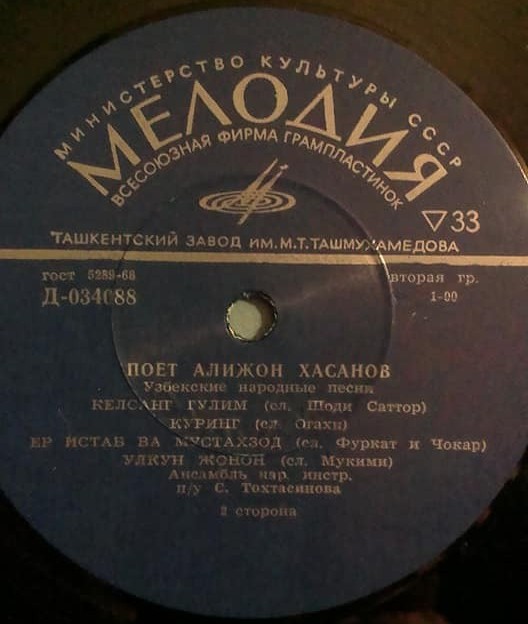 МИНИСТЕРСТВО КУЛЬТУРЫ СССР
МЕЛОДИЯ
ВСЕСОЮЗНАЯ ФИРМА ГРАМПЛАСТИНОК
▽33
ТАШКЕНТСКИЙ ЗАВОД ИМ. М.Т. ТАШМУХАМЕДОВА
гост 5289-68
вторая гр.
Д-034088
1-00
ПОЕТ АЛИЖОН ХАСАНОВ
Узбекские народные песни
КЕЛСАНГ ГУЛИМ (сл. Шоди Саттор)
КУРИНГ (сл. Огахи)
ЕР ИСТАБ ВА МУСТАХЗОД (сл. Фуркат и Чокар)
УЛКУН ЖОНОН (сл. Мукими)
Ансамбль нар. инстр.
п/у С. Тохтасинова
2 сторона